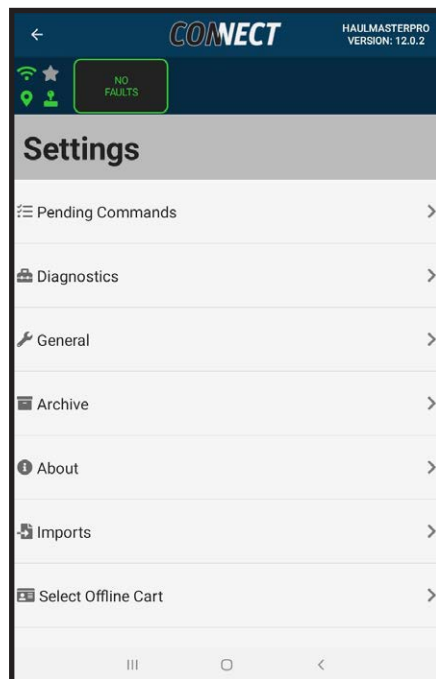 CONNECT
HAULMASTERPRO
VERSION: 12.0.2
NO
FAULTS
Settings
Pending Commands
Diagnostics
General
Archive
About
Imports
Select Offline Cart